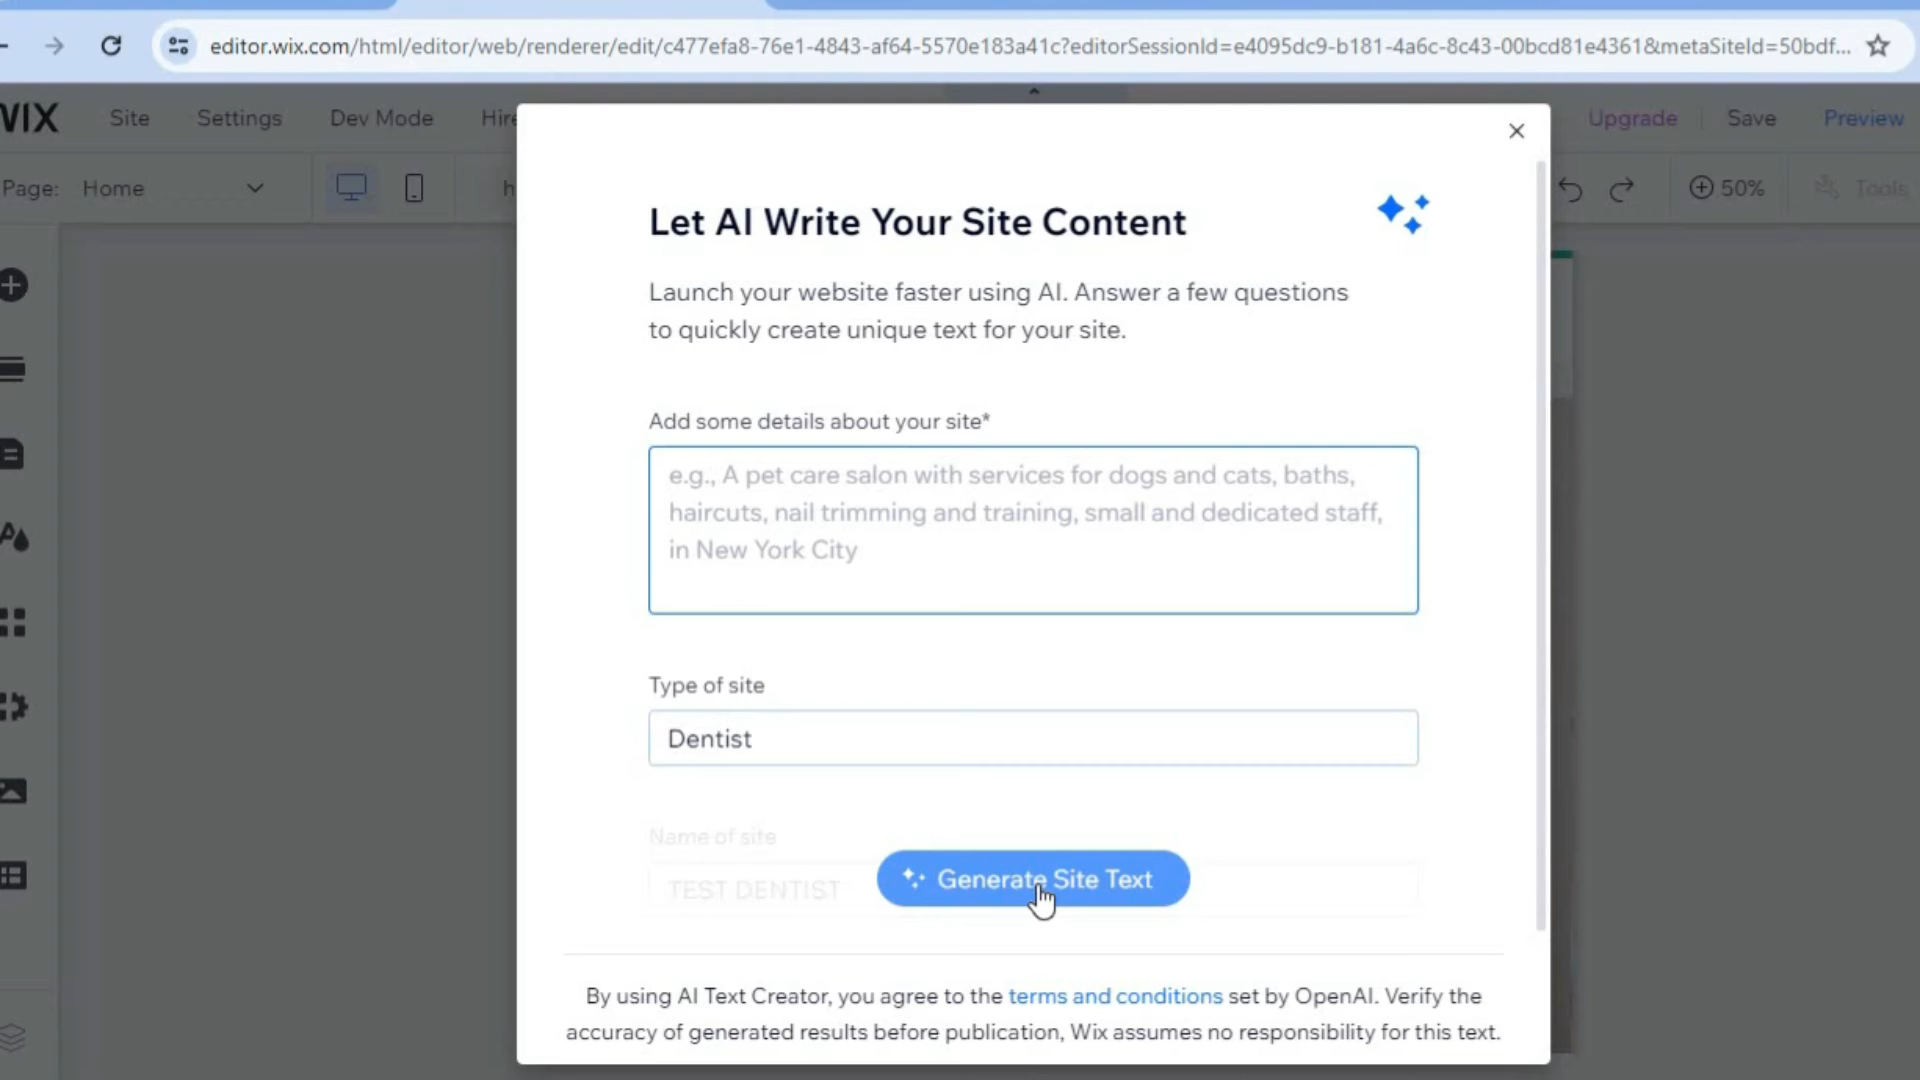 editor.wix.com/html/editor/web/renderer/edit/c477efa8-76e1-4843-af64-5570e183a41c?editorSessionId=e4095dc9-b181-4a6c-8c43-00bcd81e4361&metaSiteId=50bdf...
WIX Site Settings Dev Mode Hire Upgrade Save Preview
Page: Home 50% Tools
Let AI Write Your Site Content
Launch your website faster using AI. Answer a few questions
to quickly create unique text for your site.
Add some details about your site*
e.g., A pet care salon with services for dogs and cats, baths,
haircuts, nail trimming and training, small and dedicated staff,
in New York City
Type of site
Dentist
Name of site
TEST DENTIST
Generate Site Text
By using AI Text Creator, you agree to the terms and conditions set by OpenAI. Verify the
accuracy of generated results before publication, Wix assumes no responsibility for this text.